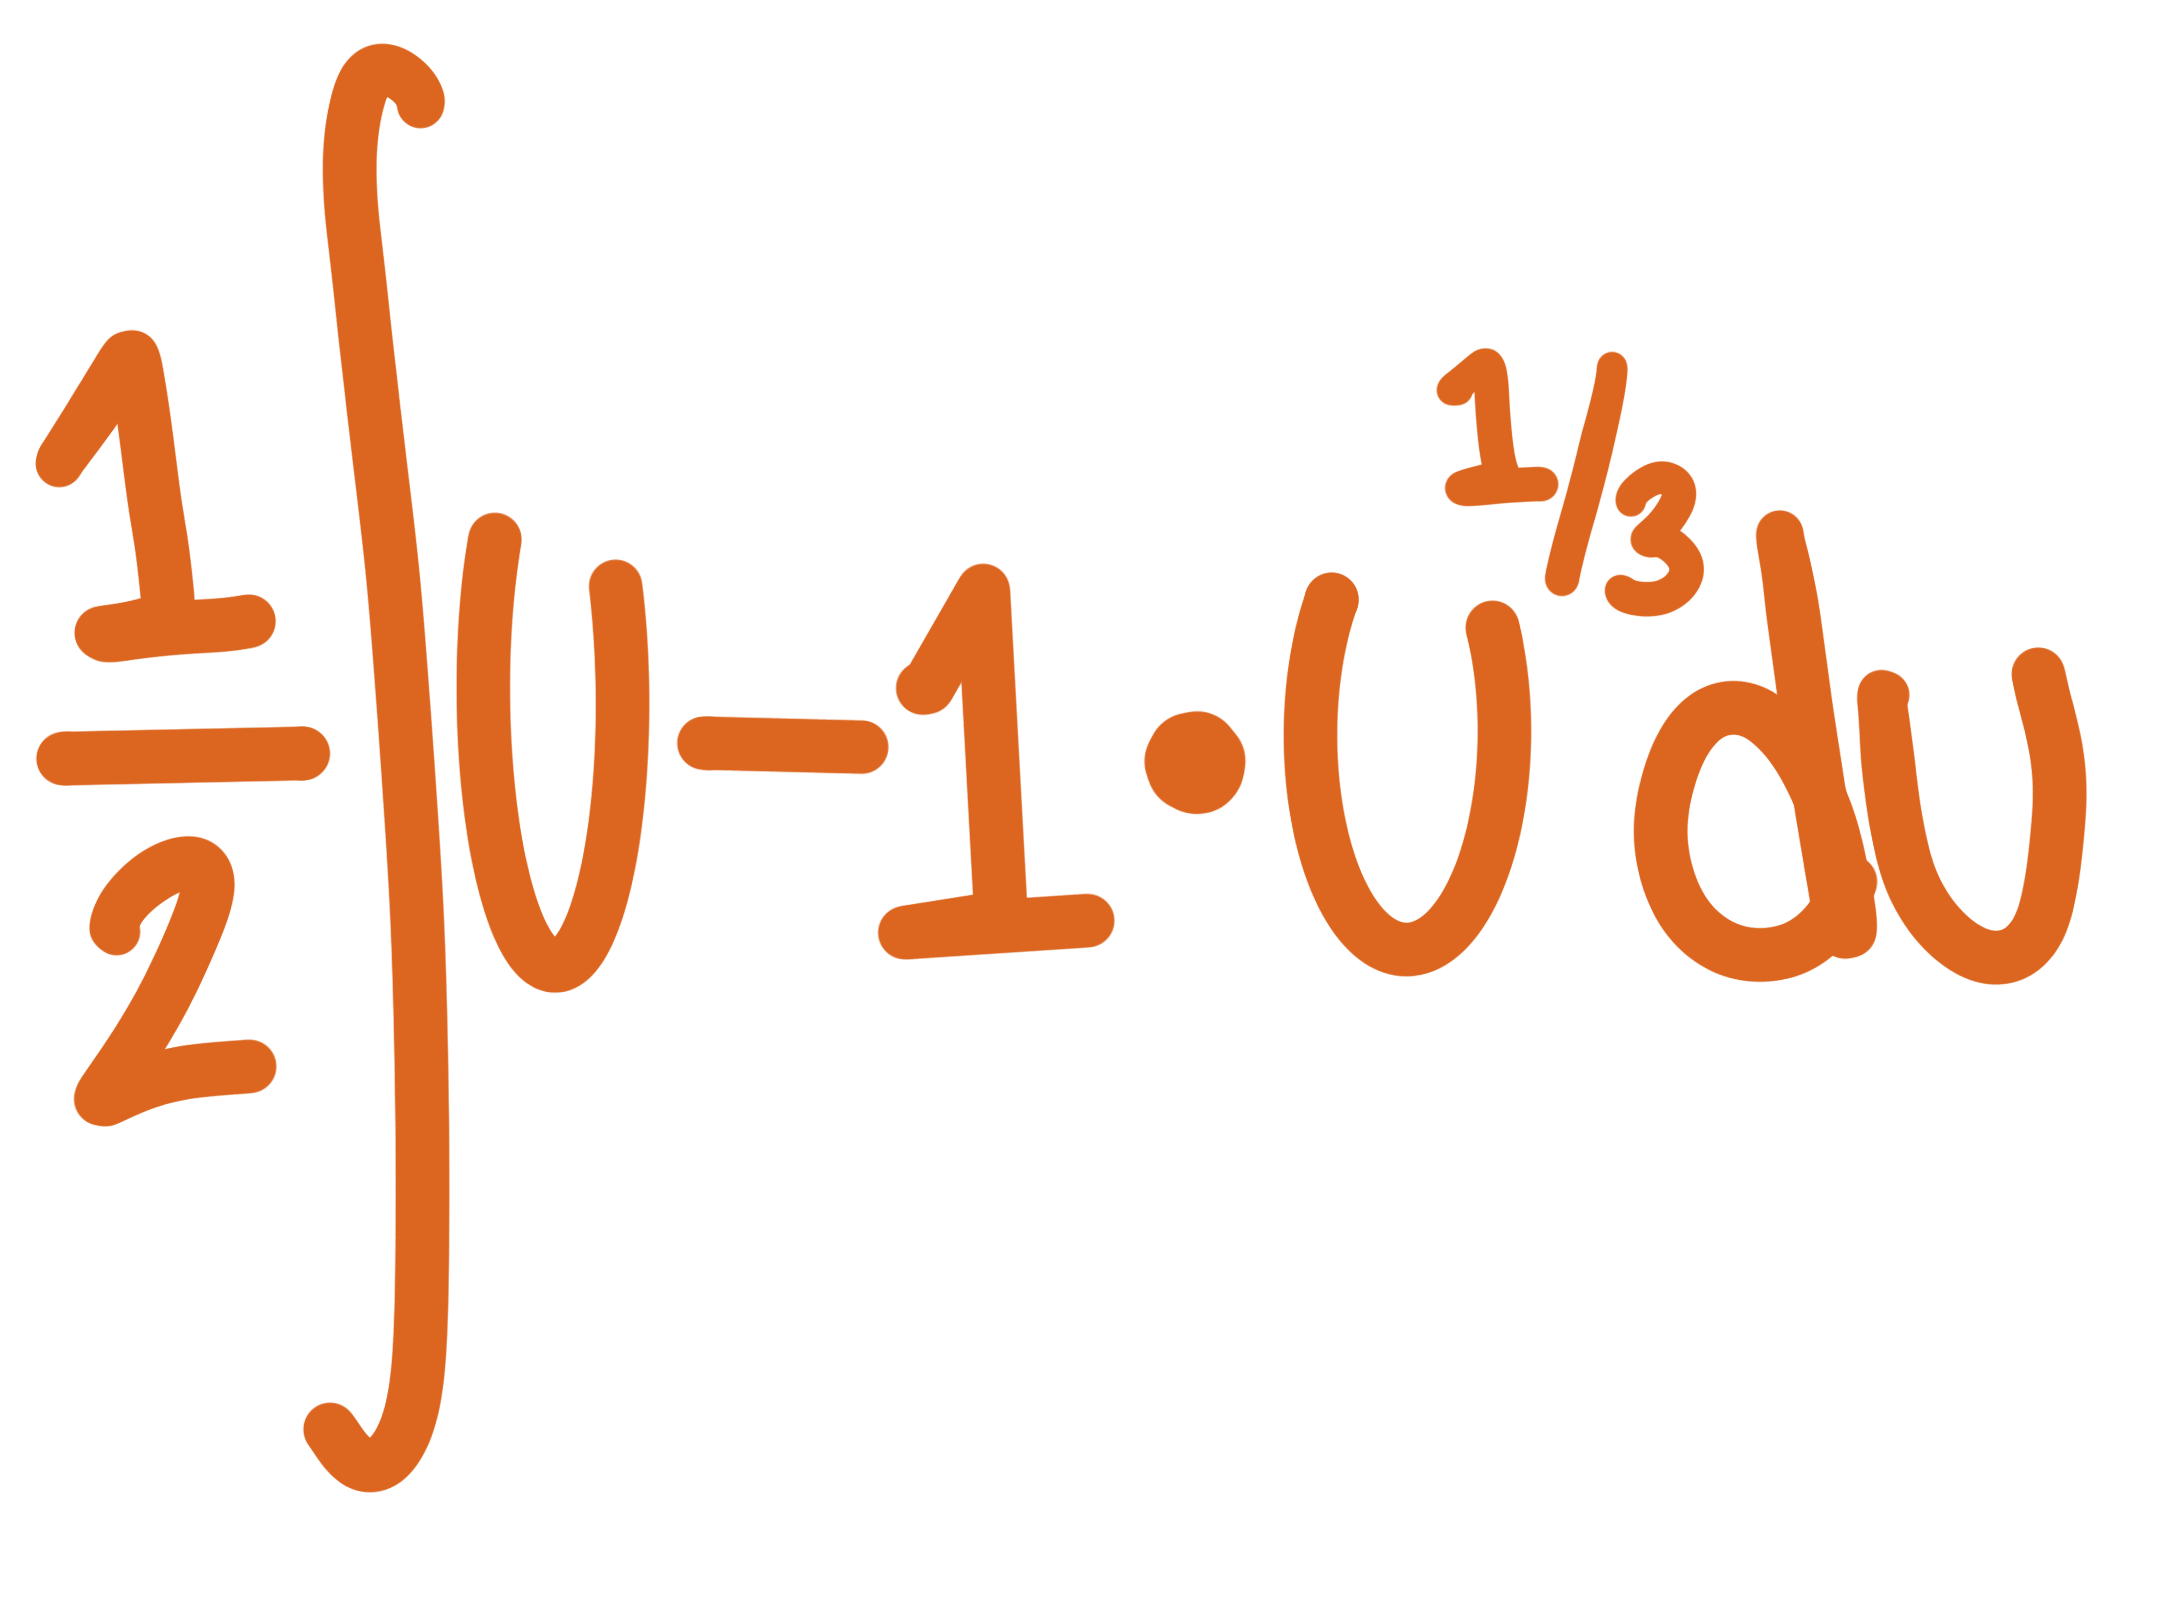 1/2 ∫ u - 1 · u^1/3 du